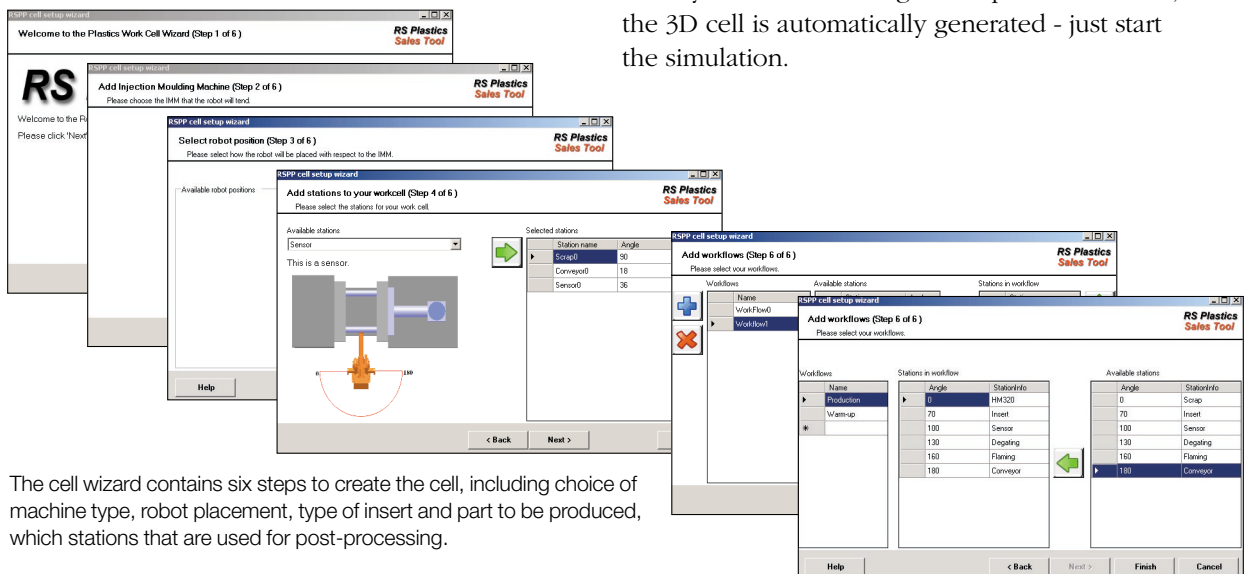 the 3D cell is automatically generated - just start
the simulation.
RSPP cell setup wizard
Welcome to the Plastics Work Cell Wizard (Step 1 of 6 )
RS Plastics
Sales Tool
RS
Welcome to the
Please click 'Next'
RSPP cell setup wizard
Add Injection Moulding Machine (Step 2 of 6 )
Please choose the IMM that the robot will tend.
RS Plastics
Sales Tool
RSPP cell setup wizard
Select robot position (Step 3 of 6 )
Please select how the robot will be placed with respect to the IMM.
RS Plastics
Sales Tool
Available robot positions
Help
RSPP cell setup wizard
Add stations to your workcell (Step 4 of 6 )
Please select the stations for your work cell.
RS Plastics
Sales Tool
Available stations
Sensor
This is a sensor.
0
180
Selected stations
Station name Angle
Scrap0 90
Conveyor0 18
Sensor0 36
< Back Next >
RSPP cell setup wizard
Add workflows (Step 6 of 6 )
Please select your workflows.
RS Plastics
Sales Tool
Workflows Available stations Stations in workflow
Name
WorkFlow0
Workflow1
RSPP cell setup wizard
Add workflows (Step 6 of 6 )
Please select your workflows.
RS Plastics
Sales Tool
Workflows Stations in workflow Available stations
Name Angle StationInfo Angle StationInfo
Production 0 HM320 0 Scrap
Warm-up 70 Insert 70 Insert
100 Sensor 100 Sensor
130 Degating 130 Degating
160 Flaming 160 Flaming
180 Conveyor 180 Conveyor
Help < Back Next > Finish Cancel
The cell wizard contains six steps to create the cell, including choice of
machine type, robot placement, type of insert and part to be produced,
which stations that are used for post-processing.